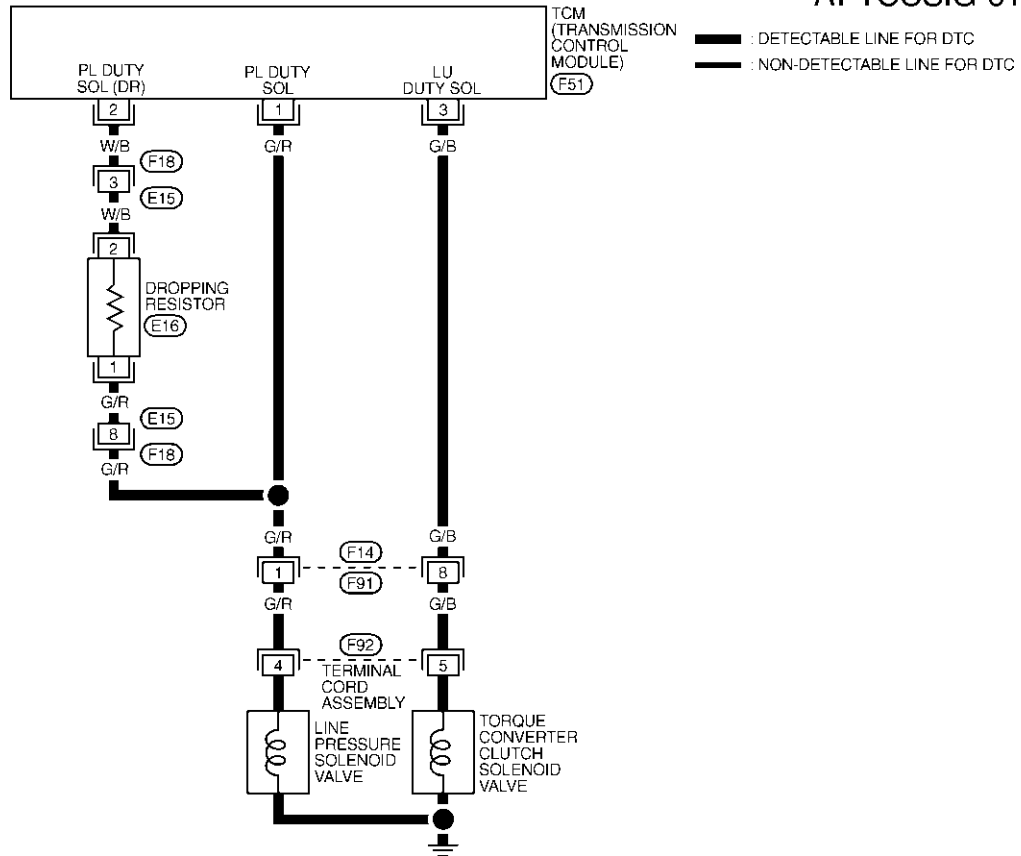 TCM
(TRANSMISSION
CONTROL
MODULE)
F51
: DETECTABLE LINE FOR DTC
: NON-DETECTABLE LINE FOR DTC
PL DUTY
SOL (DR)
PL DUTY
SOL
LU
DUTY SOL
2
1
3
W/B
G/R
G/B
F18
3
E15
W/B
2
DROPPING
RESISTOR
E16
1
G/R
E15
8
F18
G/R
G/R
G/B
F14
1
8
F91
G/R
G/B
F92
4
5
TERMINAL
CORD
ASSEMBLY
LINE
PRESSURE
SOLENOID
VALVE
TORQUE
CONVERTER
CLUTCH
SOLENOID
VALVE